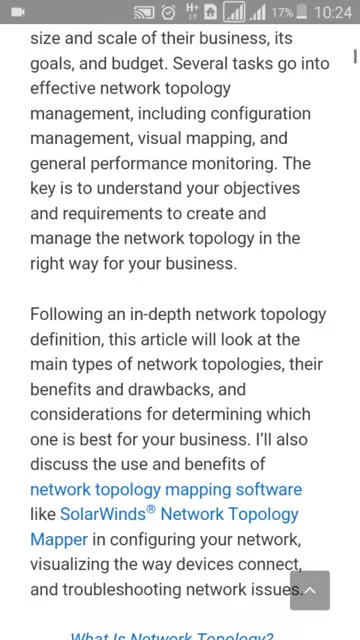 H+
17%
10:24
size and scale of their business, its
goals, and budget. Several tasks go into
effective network topology
management, including configuration
management, visual mapping, and
general performance monitoring. The
key is to understand your objectives
and requirements to create and
manage the network topology in the
right way for your business.
Following an in-depth network topology
definition, this article will look at the
main types of network topologies, their
benefits and drawbacks, and
considerations for determining which
one is best for your business. I’ll also
discuss the use and benefits of
network topology mapping software
like SolarWinds® Network Topology
Mapper in configuring your network,
visualizing the way devices connect,
and troubleshooting network issues.
What Is Network Topology?